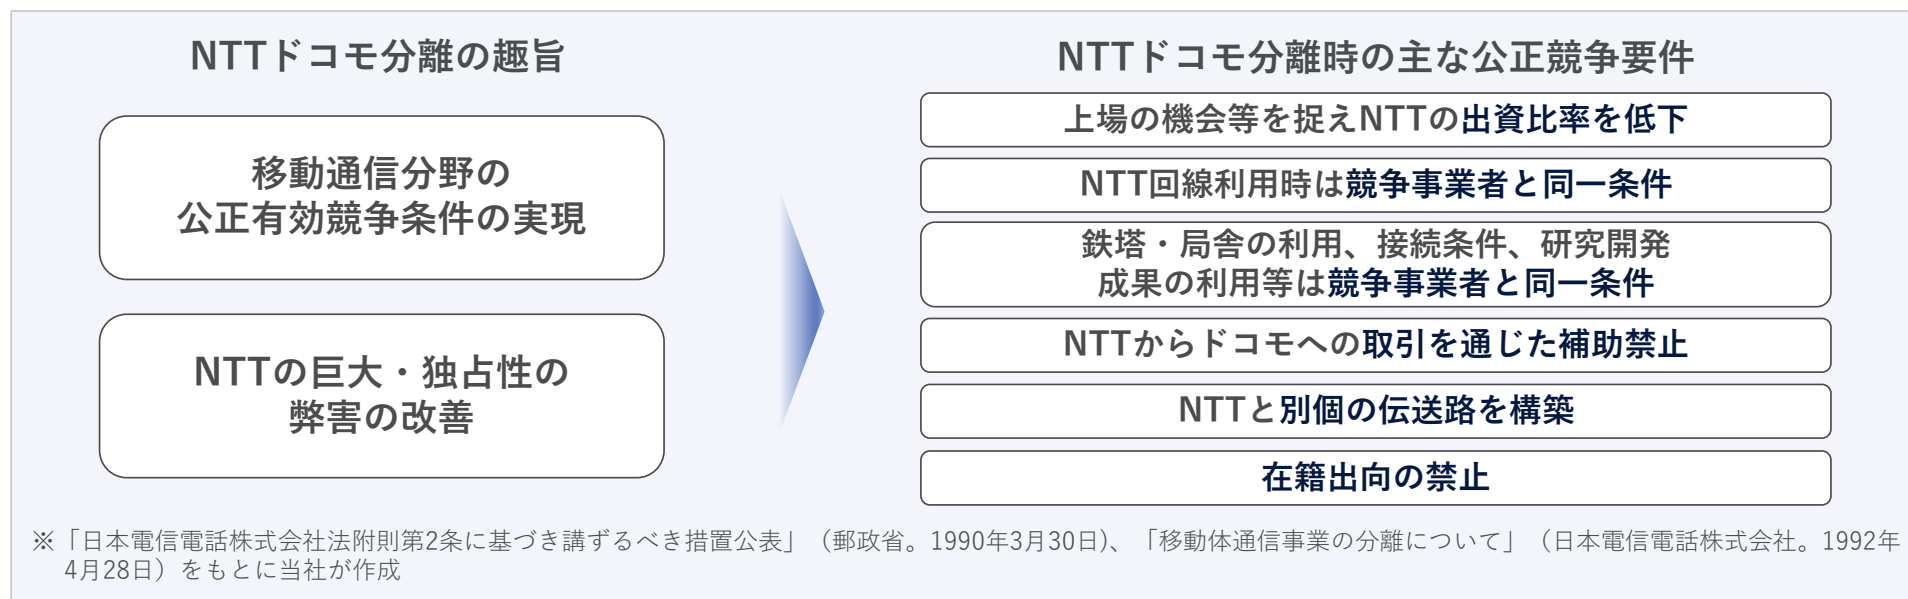 NTTドコモ分離の趣旨
移動通信分野の
公正有効競争条件の実現
NTTの巨大・独占性の
弊害の改善
NTTドコモ分離時の主な公正競争要件
上場の機会等を捉えNTTの出資比率を低下
NTT回線利用時は競争事業者と同一条件
鉄塔・局舎の利用、接続条件、研究開発
成果の利用等は競争事業者と同一条件
NTTからドコモへの取引を通じた補助禁止
NTTと別個の伝送路を構築
在籍出向の禁止
※「日本電信電話株式会社法附則第2条に基づき講ずるべき措置公表」（郵政省。1990年3月30日)、「移動体通信事業の分離について」（日本電信電話株式会社。1992年
4月28日）をもとに当社が作成